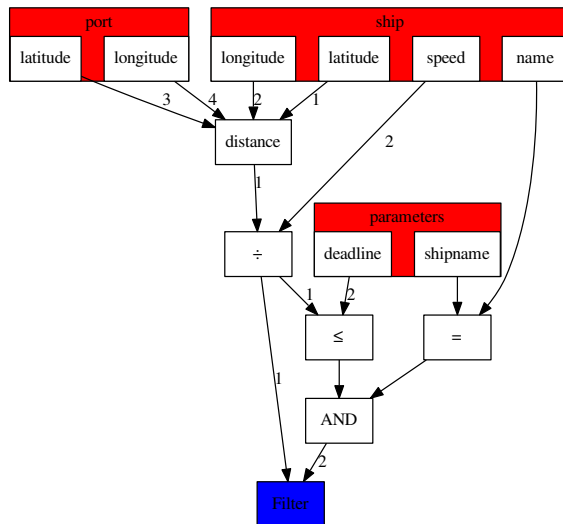 port
ship
latitude
longitude
longitude
latitude
speed
name
3
4
2
1
distance
2
1
parameters
÷
deadline
shipname
1
2
≤
=
1
AND
2
Filter